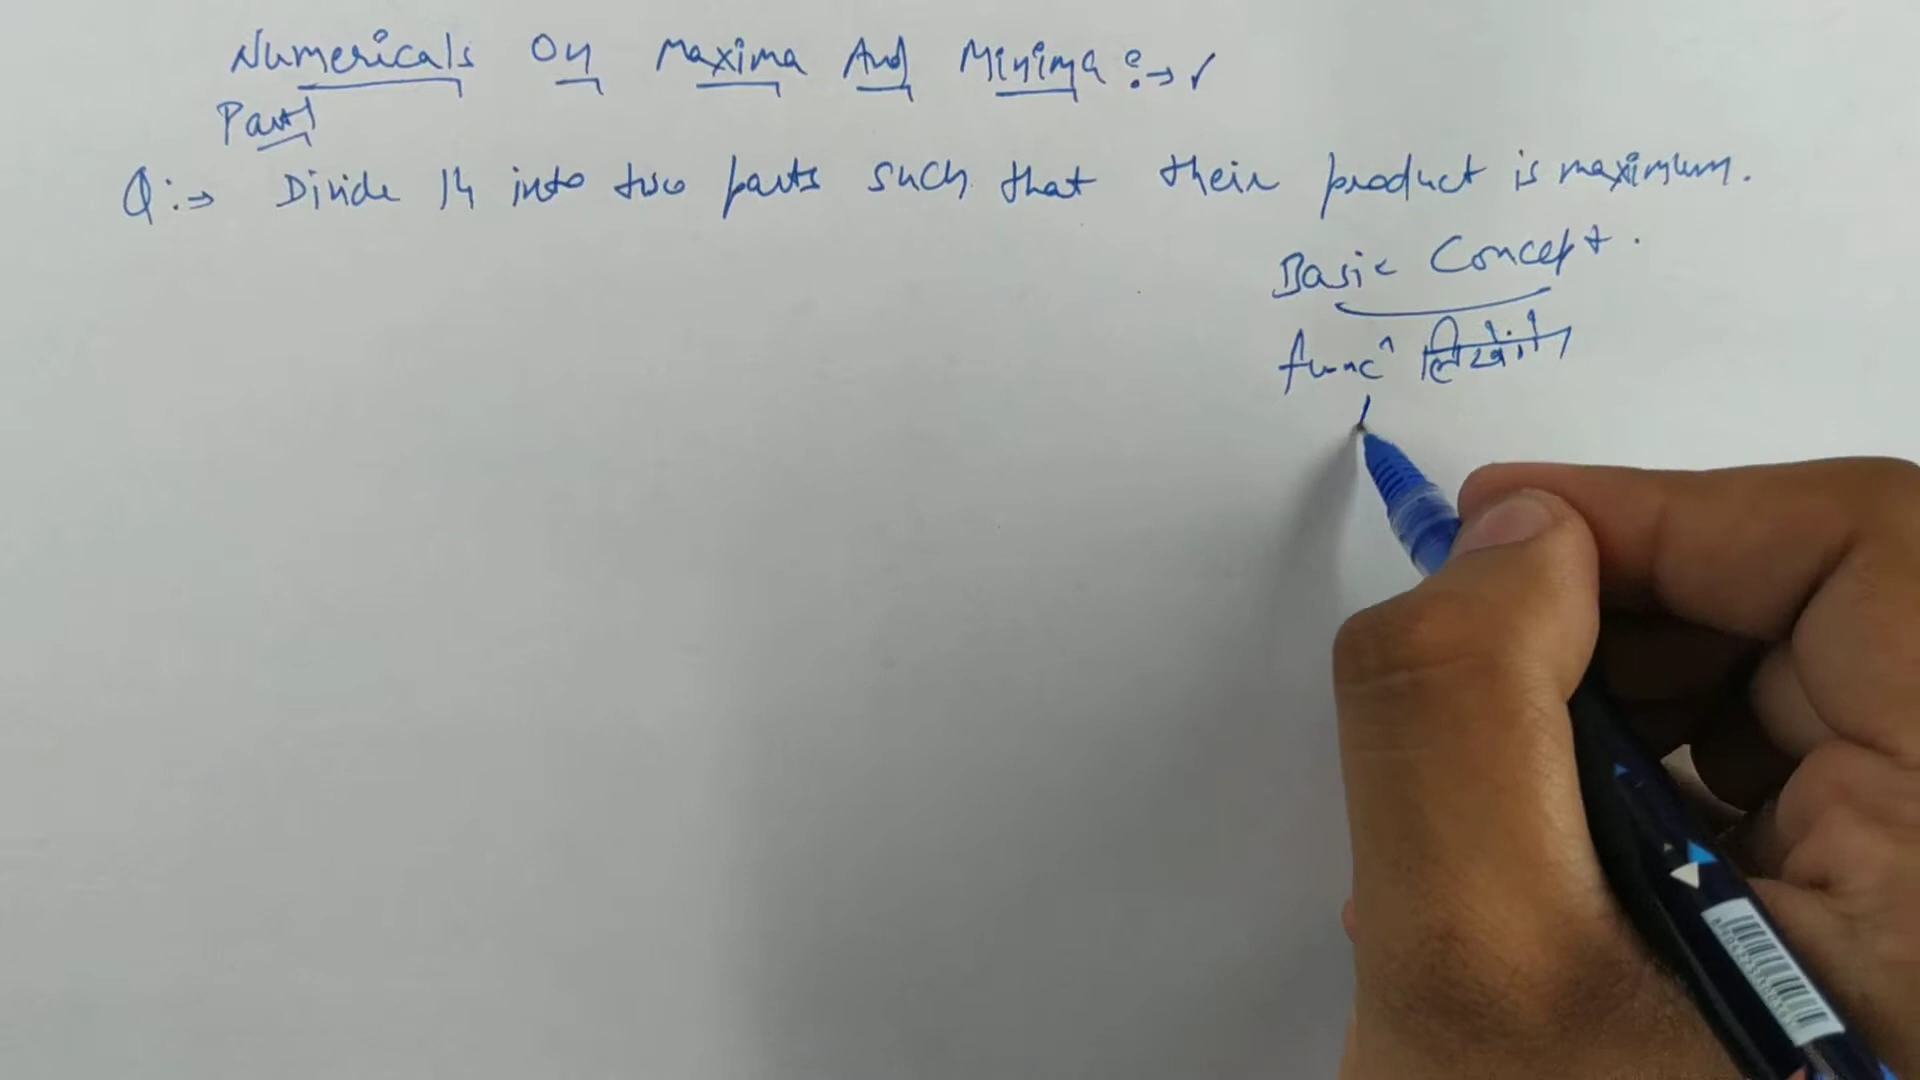 Numericals On Maxima And Minima :→ ✓
Part 1
Q :→ Divide 14 into two parts such that their product is maximum.
Basic Concept.
funcⁿ